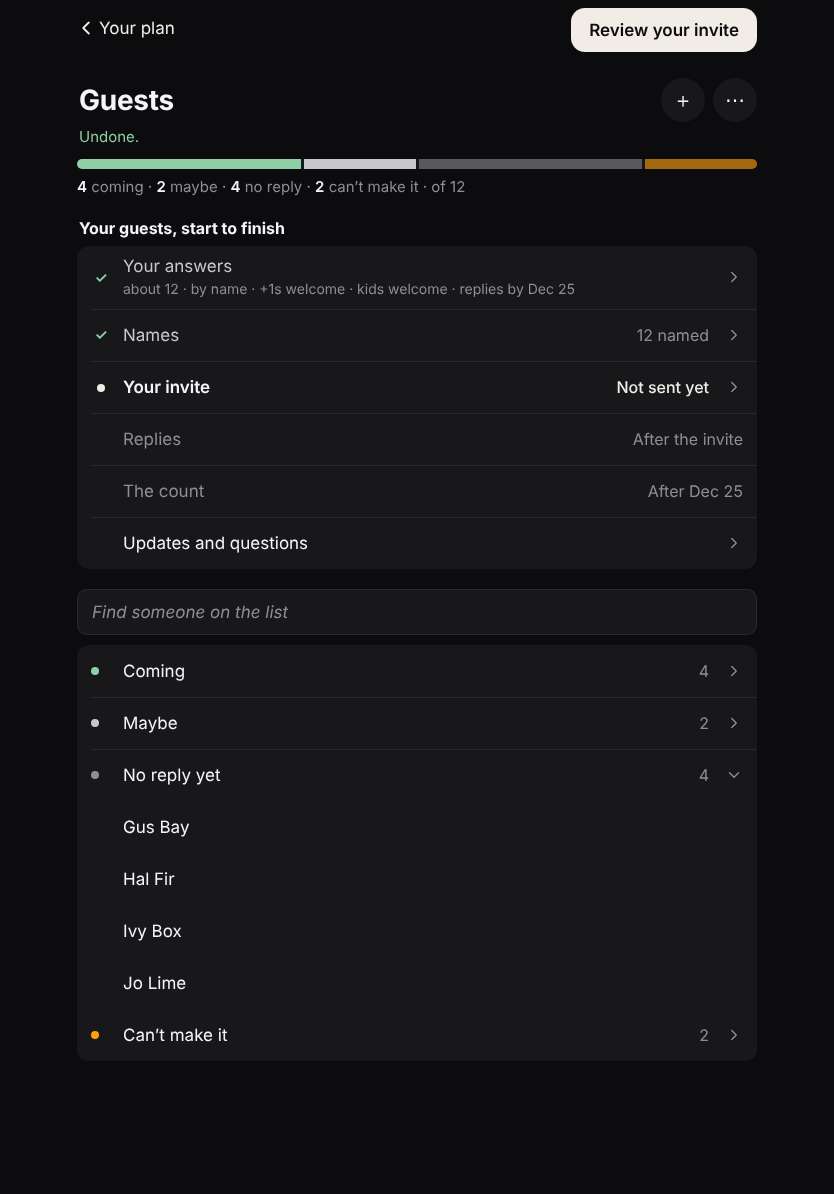 Your plan
Review your invite
Guests
+ ···
Undone.
4 coming · 2 maybe · 4 no reply · 2 can’t make it · of 12
Your guests, start to finish
Your answers
about 12 · by name · +1s welcome · kids welcome · replies by Dec 25
Names 12 named
Your invite Not sent yet
Replies After the invite
The count After Dec 25
Updates and questions
Find someone on the list
Coming 4
Maybe 2
No reply yet 4
Gus Bay
Hal Fir
Ivy Box
Jo Lime
Can’t make it 2